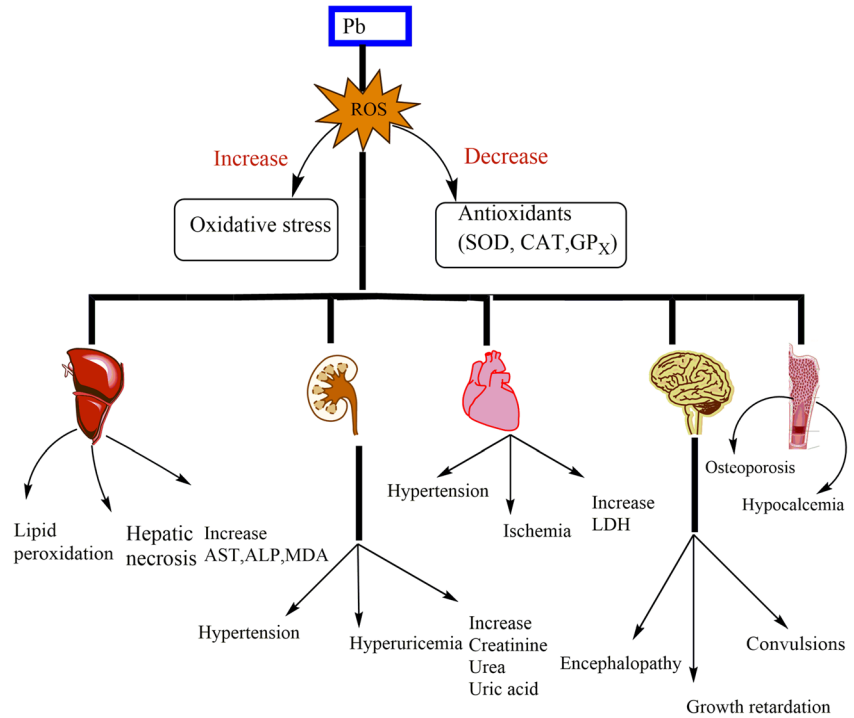 Pb
ROS
Increase
Decrease
Oxidative stress
Antioxidants
(SOD, CAT,GPX)
Lipid
peroxidation
Hepatic
necrosis
Increase
AST,ALP,MDA
Hypertension
Hyperuricemia
Increase
Creatinine
Urea
Uric acid
Hypertension
Ischemia
Increase
LDH
Encephalopathy
Growth retardation
Convulsions
Osteoporosis
Hypocalcemia